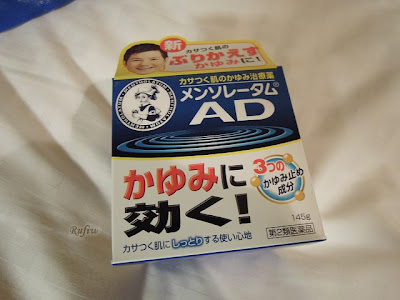 新
カサつく肌の
ぶりかえす
かゆみに!
カサつく肌のかゆみ治療薬
メンソレータム®
AD
かゆみに
効く!
3つの
かゆみ止め
成分
145g
カサつく肌にしっとりする使い心地
第2類医薬品
Rufiu